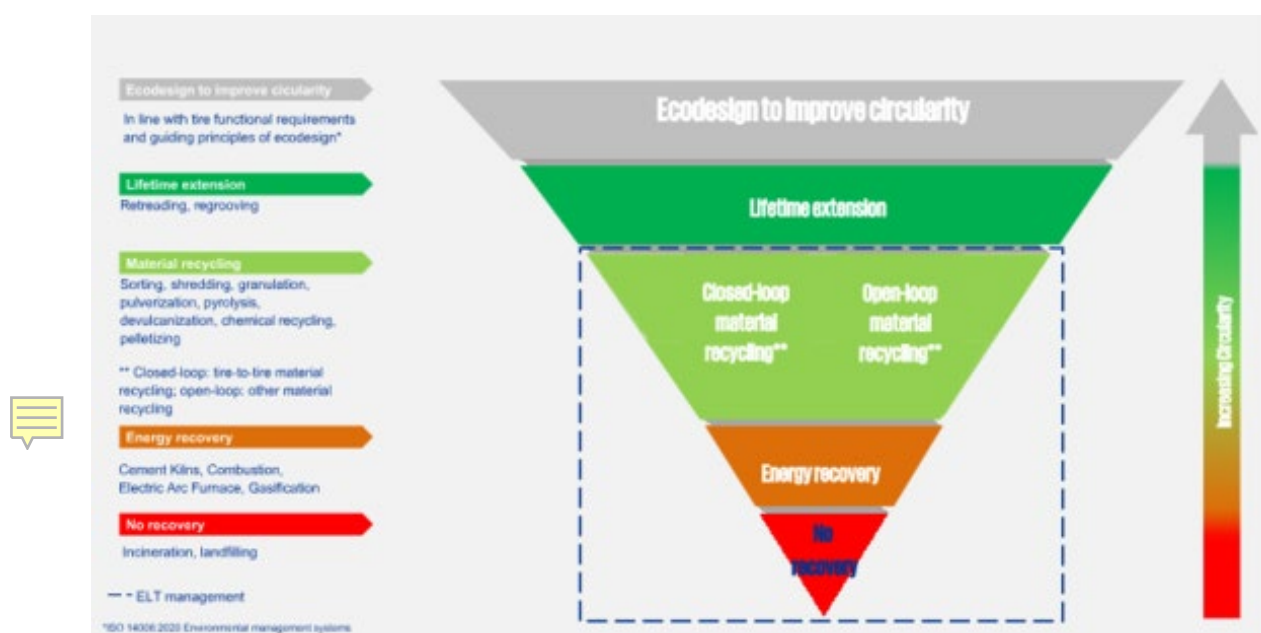 Ecodesign to improve cicularity
In line with tire functional requirements
and guiding principles of ecodesign*
Lifetime extension
Retreading, regrooving
Material recycling
Sorting, shredding, granulation,
pulverization, pyrolysis,
devulcanization, chemical recycling,
pelletizing
** Closed-loop: tire-to-tire material
recycling; open-loop: other material
recycling
Energy recovery
Cement Kilns, Combustion,
Electric Arc Furnace, Gasification
No recovery
Incineration, landfilling
— - ELT management
*ISO 14006:2020 Environmental management systems
Ecodesign to improve circularity
Lifetime extension
Closed-loop
material
recycling**
Open-loop
material
recycling**
Energy recovery
No
recovery
Increasing Circularity